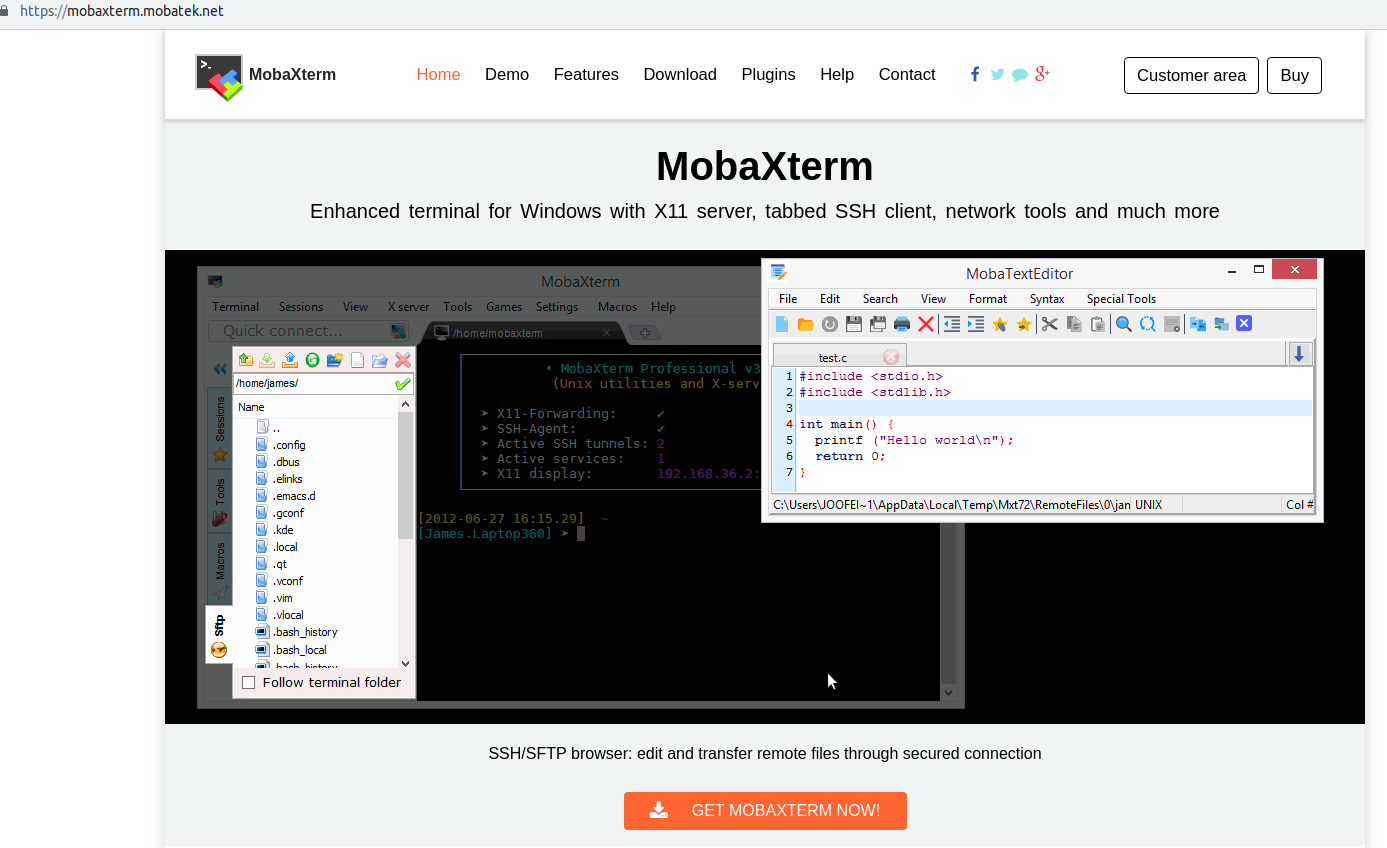 https://mobaxterm.mobatek.net
>_ MobaXterm Home Demo Features Download Plugins Help Contact Customer area Buy
MobaXterm
Enhanced terminal for Windows with X11 server, tabbed SSH client, network tools and much more
MobaXterm
Terminal Sessions View X server Tools Games Settings Macros Help
Quick connect... /home/mobaxterm
Sessions
Tools
Macros
Sftp
/home/james/
Name
..
.config
.dbus
.elinks
.emacs.d
.gconf
.kde
.local
.qt
.vconf
.vim
.vlocal
.bash_history
.bash_local
.bash_history
Follow terminal folder
• MobaXterm Professional v3
(Unix utilities and X-serv
➤ X11-Forwarding: ✔
➤ SSH-Agent: ✔
➤ Active SSH tunnels: 2
➤ Active services: 1
➤ X11 display: 192.168.36.2:
[2012-06-27 16:15.29] ~
[James.Laptop360] ➤
MobaTextEditor
File Edit Search View Format Syntax Special Tools
test.c
1 #include <stdio.h>
2 #include <stdlib.h>
3
4 int main() {
5 printf ("Hello world\n");
6 return 0;
7 }
C:\Users\JOOFEI~1\AppData\Local\Temp\Mxt72\RemoteFiles\0\jan UNIX Col #
SSH/SFTP browser: edit and transfer remote files through secured connection
GET MOBAXTERM NOW!